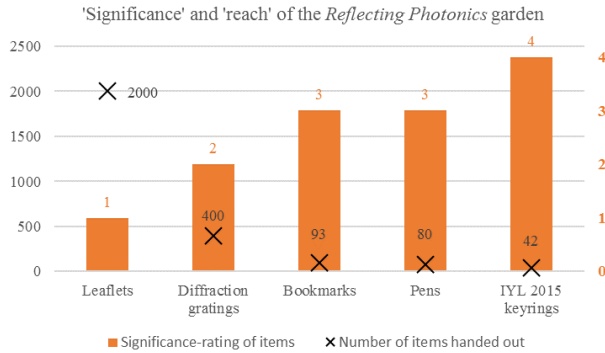 'Significance' and 'reach' of the Reflecting Photonics garden
2500
2000
1500
1000
500
0
4
3
2
1
0
1
2
3
3
4
2000
400
93
80
42
Leaflets
Diffraction
gratings
Bookmarks
Pens
IYL 2015
keyrings
Significance-rating of items
Number of items handed out